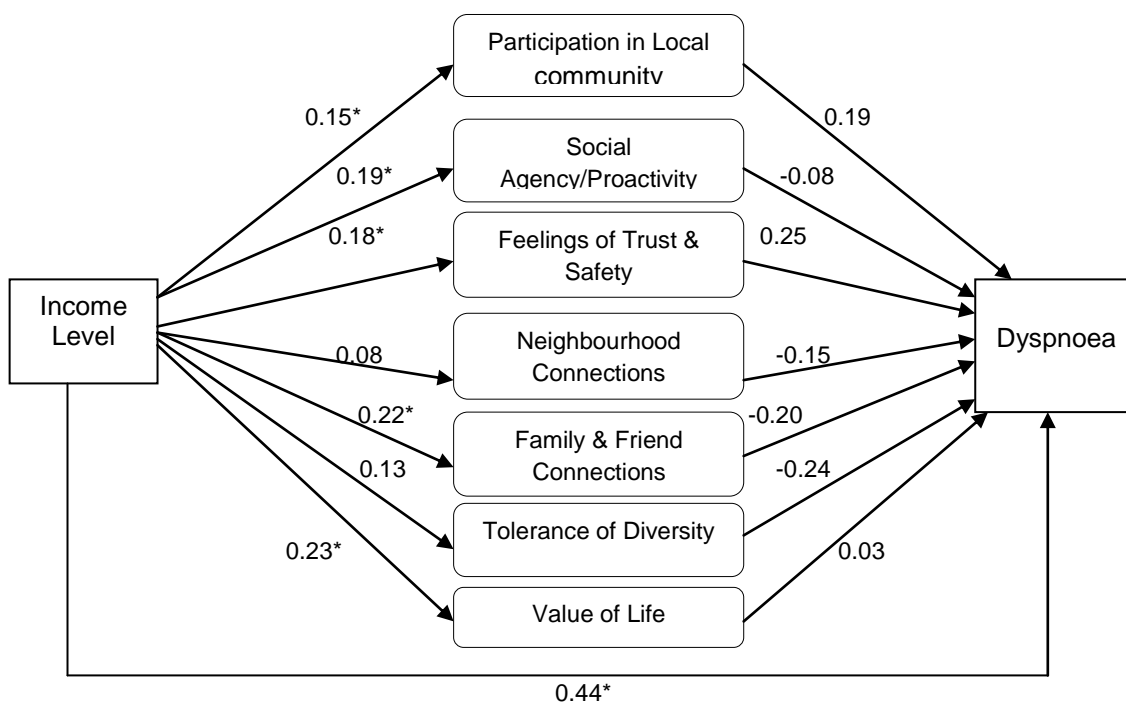 Participation in Local
community
0.15*
0.19
Social
Agency/Proactivity
0.19*
-0.08
Feelings of Trust &
Safety
0.18*
0.25
Income
Level
Dyspnoea
Neighbourhood
Connections
0.08
-0.15
Family & Friend
Connections
0.22*
-0.20
Tolerance of Diversity
0.13
-0.24
Value of Life
0.23*
0.03
0.44*